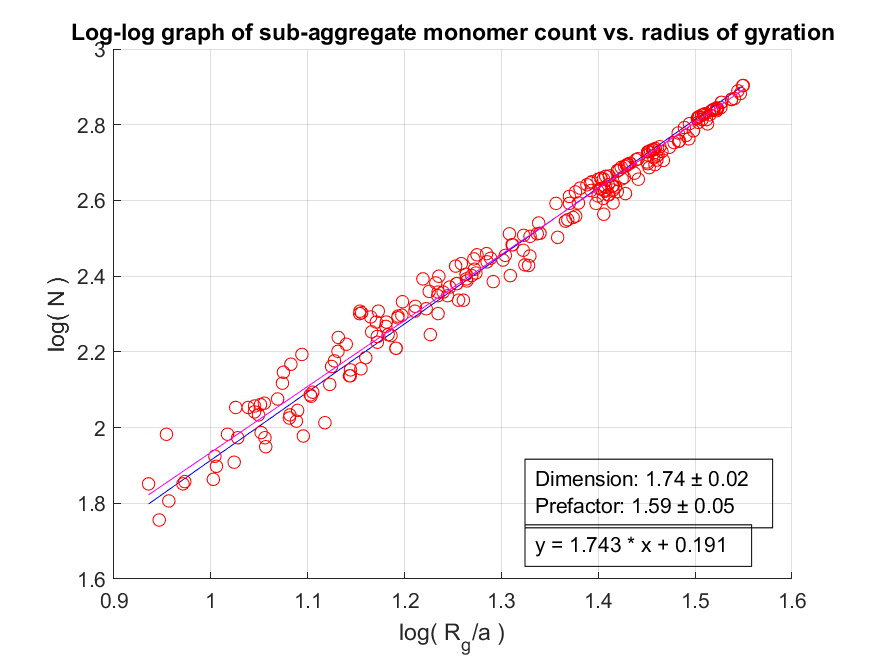 Log-log graph of sub-aggregate monomer count vs. radius of gyration
3
2.8
2.6
2.4
2.2
2
1.8
1.6
log( N )
Dimension: 1.74 ± 0.02
Prefactor: 1.59 ± 0.05
y = 1.743 * x + 0.191
0.9 1 1.1 1.2 1.3 1.4 1.5 1.6
log( R_g/a )